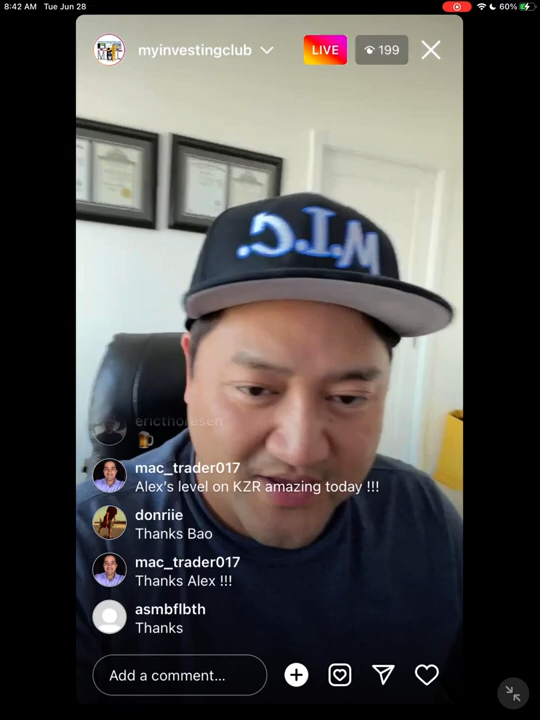 8:42 AM Tue Jun 28
60%
myinvestingclub
LIVE
199
M.I.C.
ericthoresen
mac_trader017
Alex's level on KZR amazing today !!!
donriie
Thanks Bao
mac_trader017
Thanks Alex !!!
asmbflbth
Thanks
Add a comment...